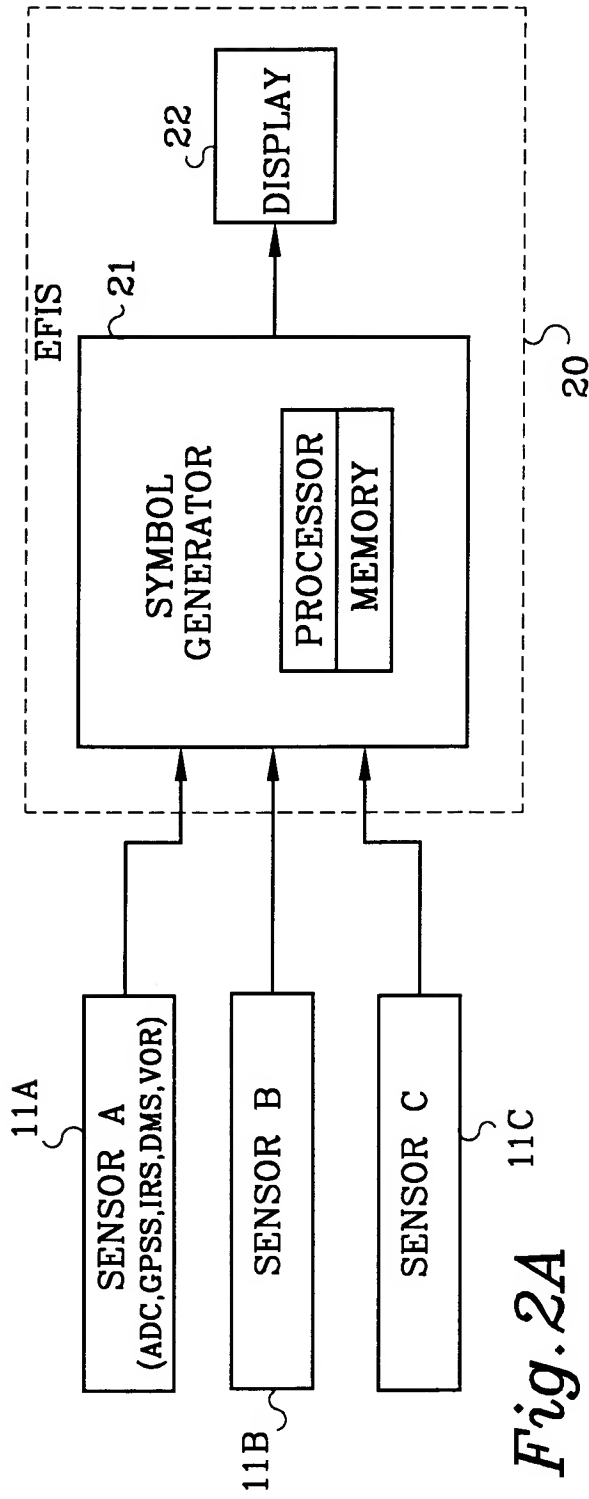 11A
SENSOR A
(ADC,GPSS,IRS,DMS,VOR)
11B
SENSOR B
SENSOR C
11C
EFIS
21
SYMBOL
GENERATOR
PROCESSOR
MEMORY
22
DISPLAY
20
Fig. 2A